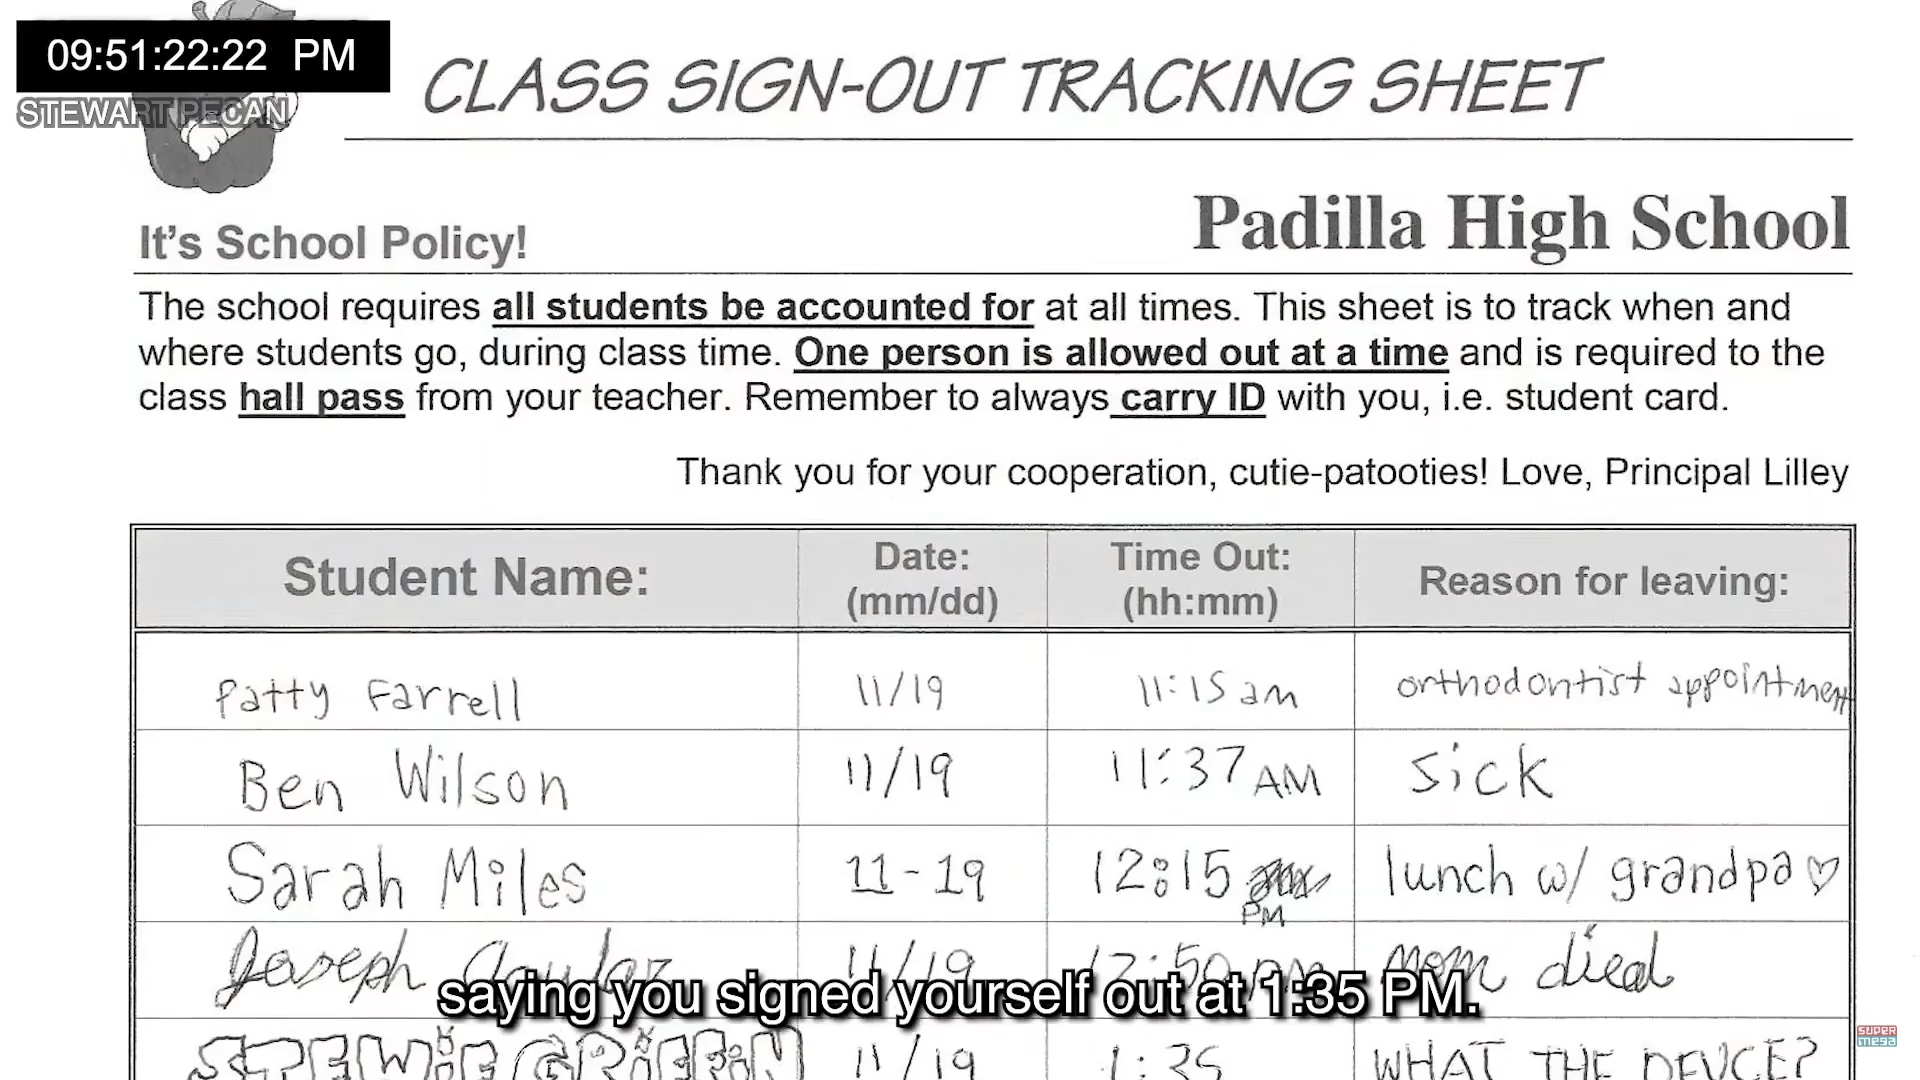 09:51:22:22 PM
STEWART PECAN
CLASS SIGN-OUT TRACKING SHEET
Padilla High School
It's School Policy!
The school requires all students be accounted for at all times. This sheet is to track when and
where students go, during class time. One person is allowed out at a time and is required to the
class hall pass from your teacher. Remember to always carry ID with you, i.e. student card.
Thank you for your cooperation, cutie-patooties! Love, Principal Lilley
Student Name: Date: (mm/dd) Time Out: (hh:mm) Reason for leaving:
Patty Farrell 11/19 11:15 am orthodontist appointment
Ben Wilson 11/19 11:37 AM sick
Sarah Miles 11-19 12:15 PM lunch w/ grandpa♡
Joseph 11/19 12:50 PM mom died
saying you signed yourself out at 1:35 PM.
STEWIE GRIFFIN 11/19 1:35 WHAT THE DEUCE?
SUPER
mega